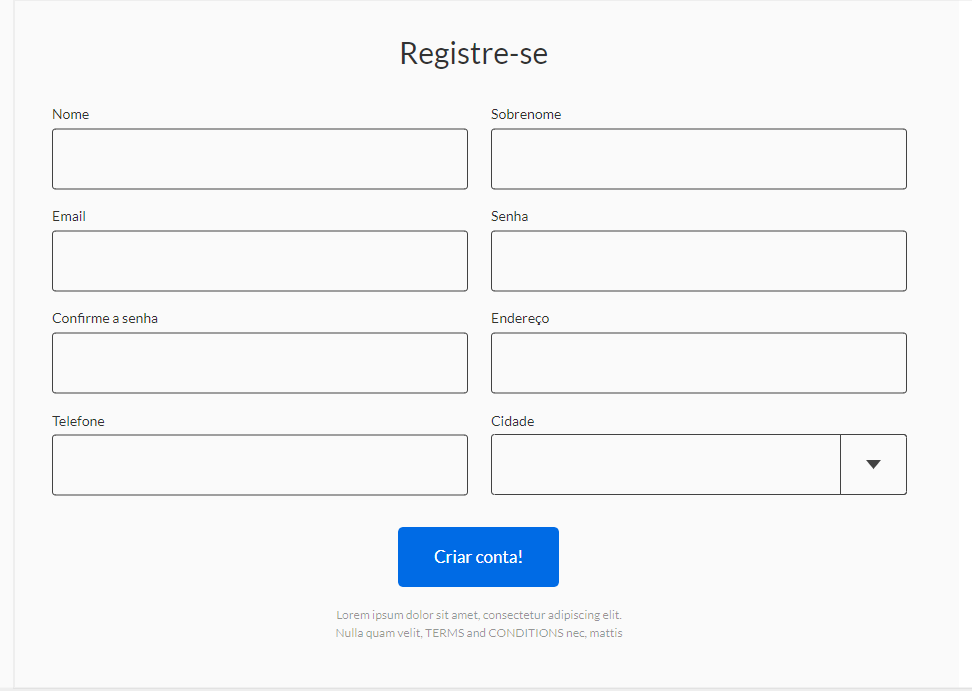 Registre-se
Nome
Sobrenome
Email
Senha
Confirme a senha
Endereço
Telefone
Cidade
Criar conta!
Lorem ipsum dolor sit amet, consectetur adipiscing elit.
Nulla quam velit, TERMS and CONDITIONS nec, mattis